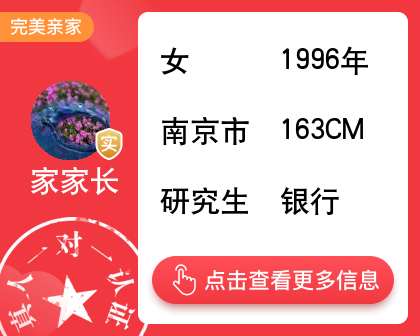 完美亲家
女 1996年
南京市 163CM
研究生 银行
实
家家长
真人一对一认证
点击查看更多信息